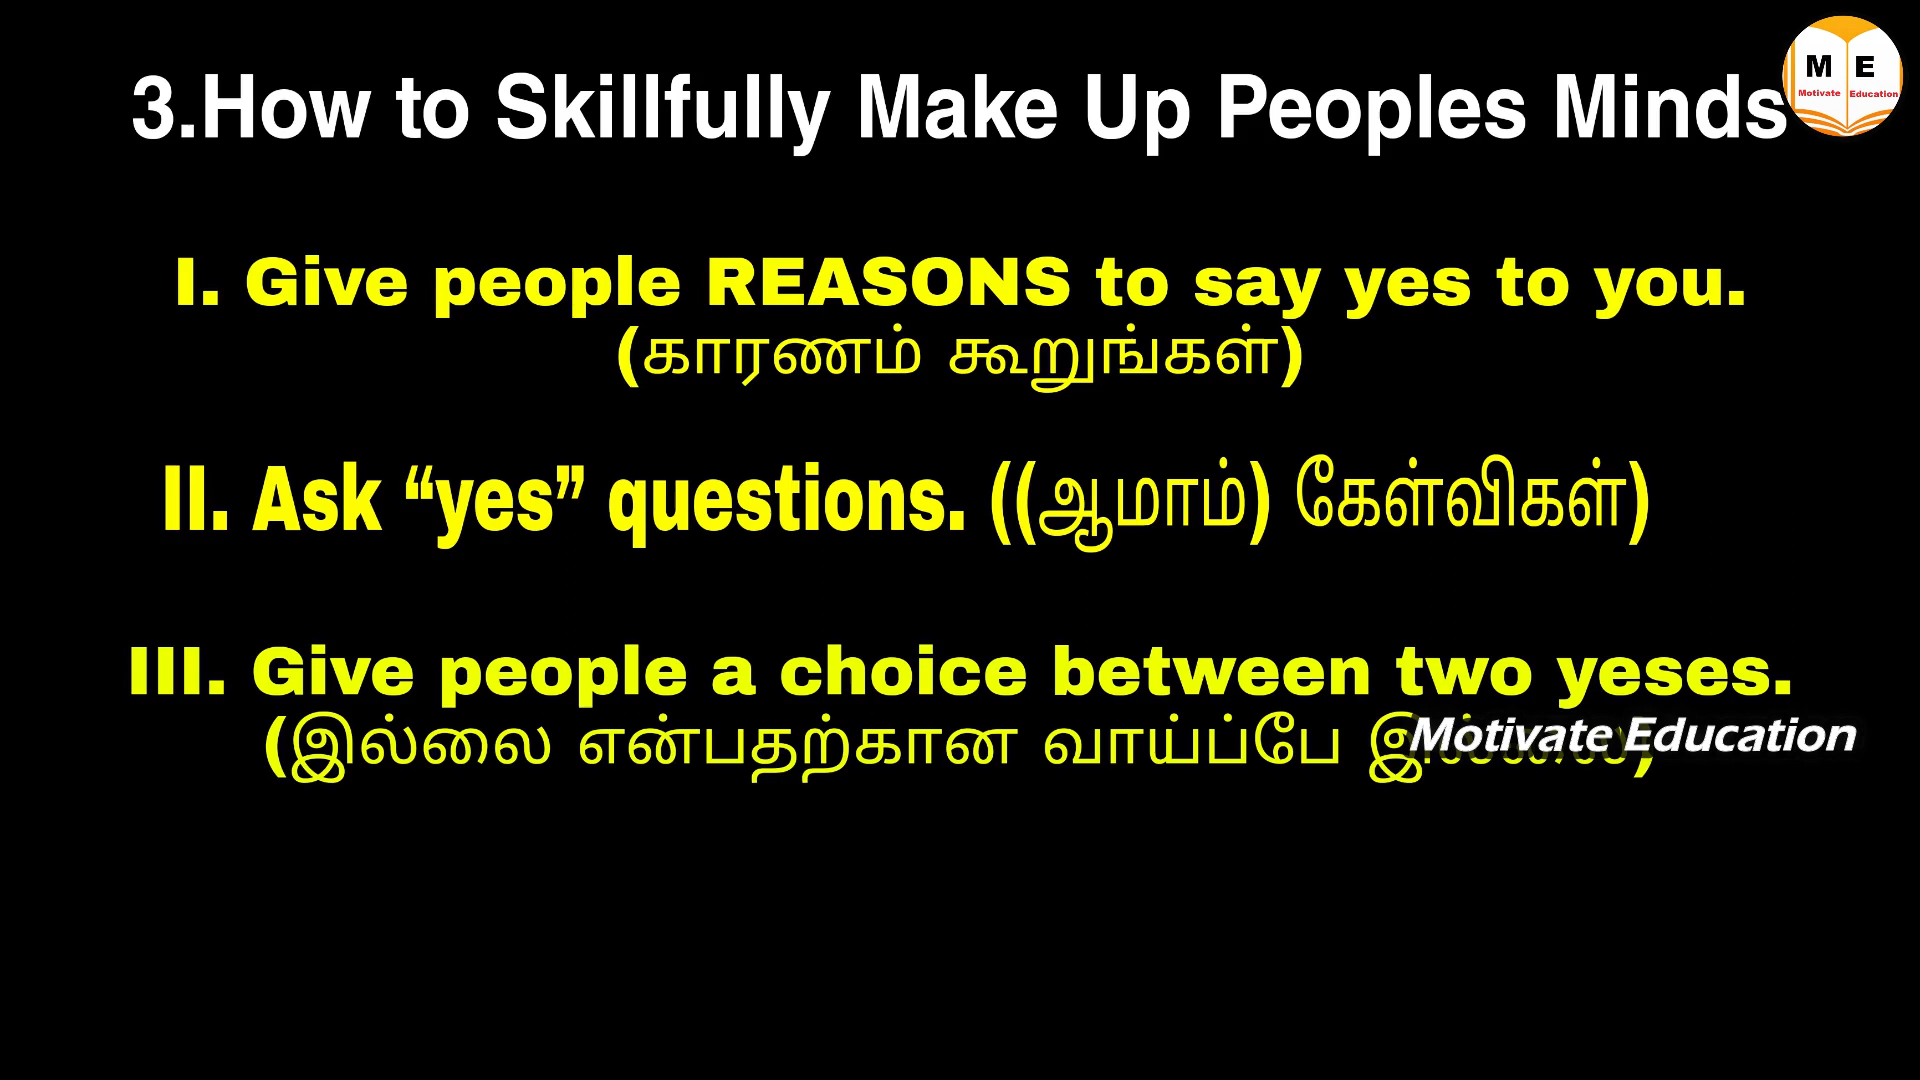 3.How to Skillfully Make Up Peoples Minds
M E
Motivate Education
I. Give people REASONS to say yes to you.
(காரணம் கூறுங்கள்)
II. Ask “yes” questions. ((ஆமாம்) கேள்விகள்)
III. Give people a choice between two yeses.
(இல்லை என்பதற்கான வாய்ப்பே
Motivate Education